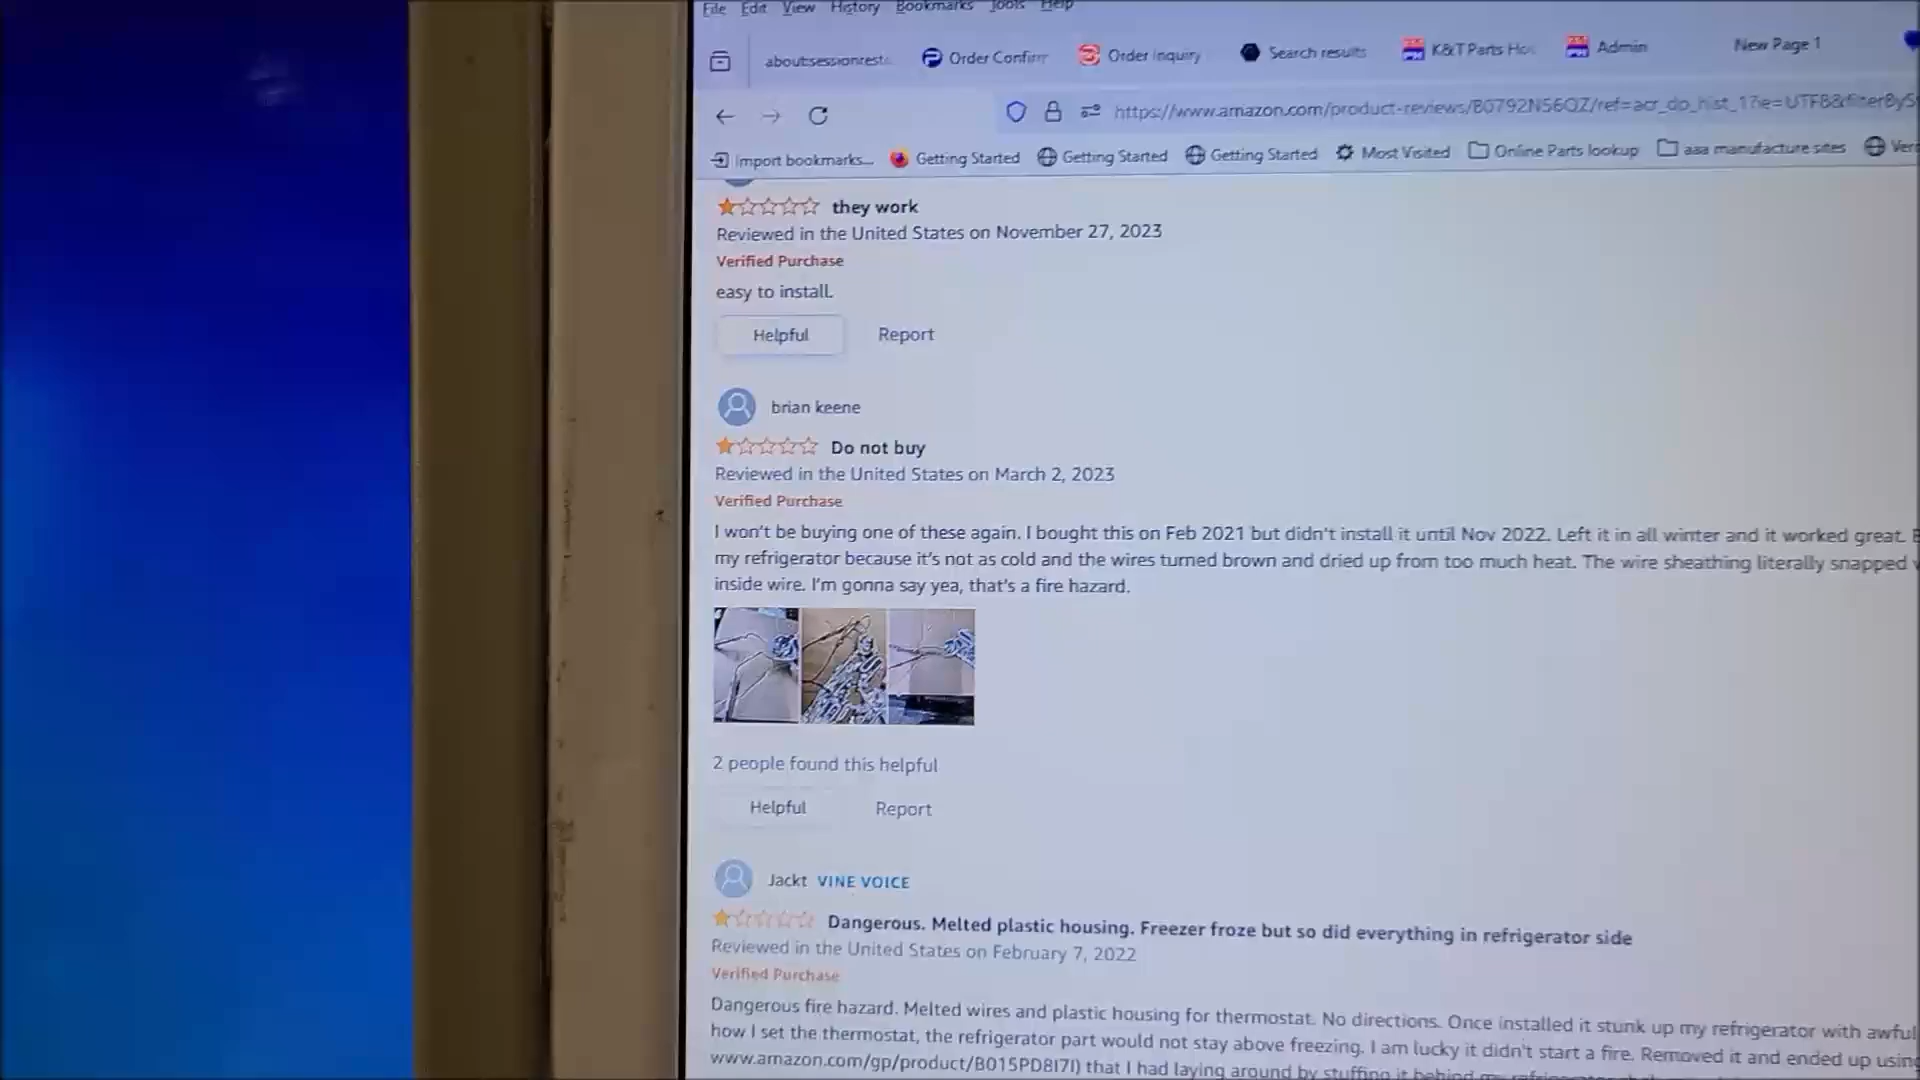 File Edit View History Bookmarks Tools Help
about:sessionrest Order Confirm Order Inquiry Search results K&T Parts Hou Admin New Page 1
https://www.amazon.com/product-reviews/B0792N56QZ/ref=acr_dp_hist_1?ie=UTF8&filterByS
Import bookmarks... Getting Started Getting Started Getting Started Most Visited Online Parts lookup aaa manufacture sites Veri
they work
Reviewed in the United States on November 27, 2023
Verified Purchase
easy to install.
Helpful Report
brian keene
Do not buy
Reviewed in the United States on March 2, 2023
Verified Purchase
I won't be buying one of these again. I bought this on Feb 2021 but didn't install it until Nov 2022. Left it in all winter and it worked great.
my refrigerator because it's not as cold and the wires turned brown and dried up from too much heat. The wire sheathing literally snapped
inside wire. I'm gonna say yea, that's a fire hazard.
2 people found this helpful
Helpful Report
Jackt VINE VOICE
Dangerous. Melted plastic housing. Freezer froze but so did everything in refrigerator side
Reviewed in the United States on February 7, 2022
Verified Purchase
Dangerous fire hazard. Melted wires and plastic housing for thermostat. No directions. Once installed it stunk up my refrigerator with awful
how I set the thermostat, the refrigerator part would not stay above freezing. I am lucky it didn't start a fire. Removed it and ended up using
www.amazon.com/gp/product/B015PD8I7I) that I had laying around by stuffing it behind my